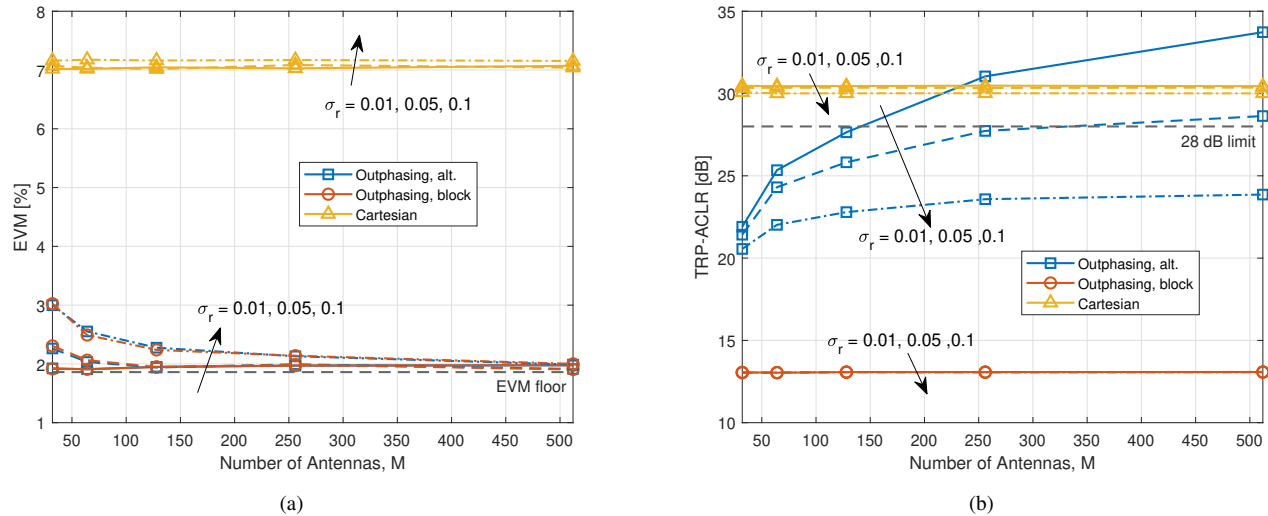 8
7
6
5
4
3
2
1
EVM [%]
σr = 0.01, 0.05, 0.1
Outphasing, alt.
Outphasing, block
Cartesian
σr = 0.01, 0.05, 0.1
EVM floor
50 100 150 200 250 300 350 400 450 500
Number of Antennas, M
(a)
35
30
25
20
15
10
TRP-ACLR [dB]
σr = 0.01, 0.05 ,0.1
28 dB limit
σr = 0.01, 0.05 ,0.1
Outphasing, alt.
Outphasing, block
Cartesian
σr = 0.01, 0.05 ,0.1
50 100 150 200 250 300 350 400 450 500
Number of Antennas, M
(b)